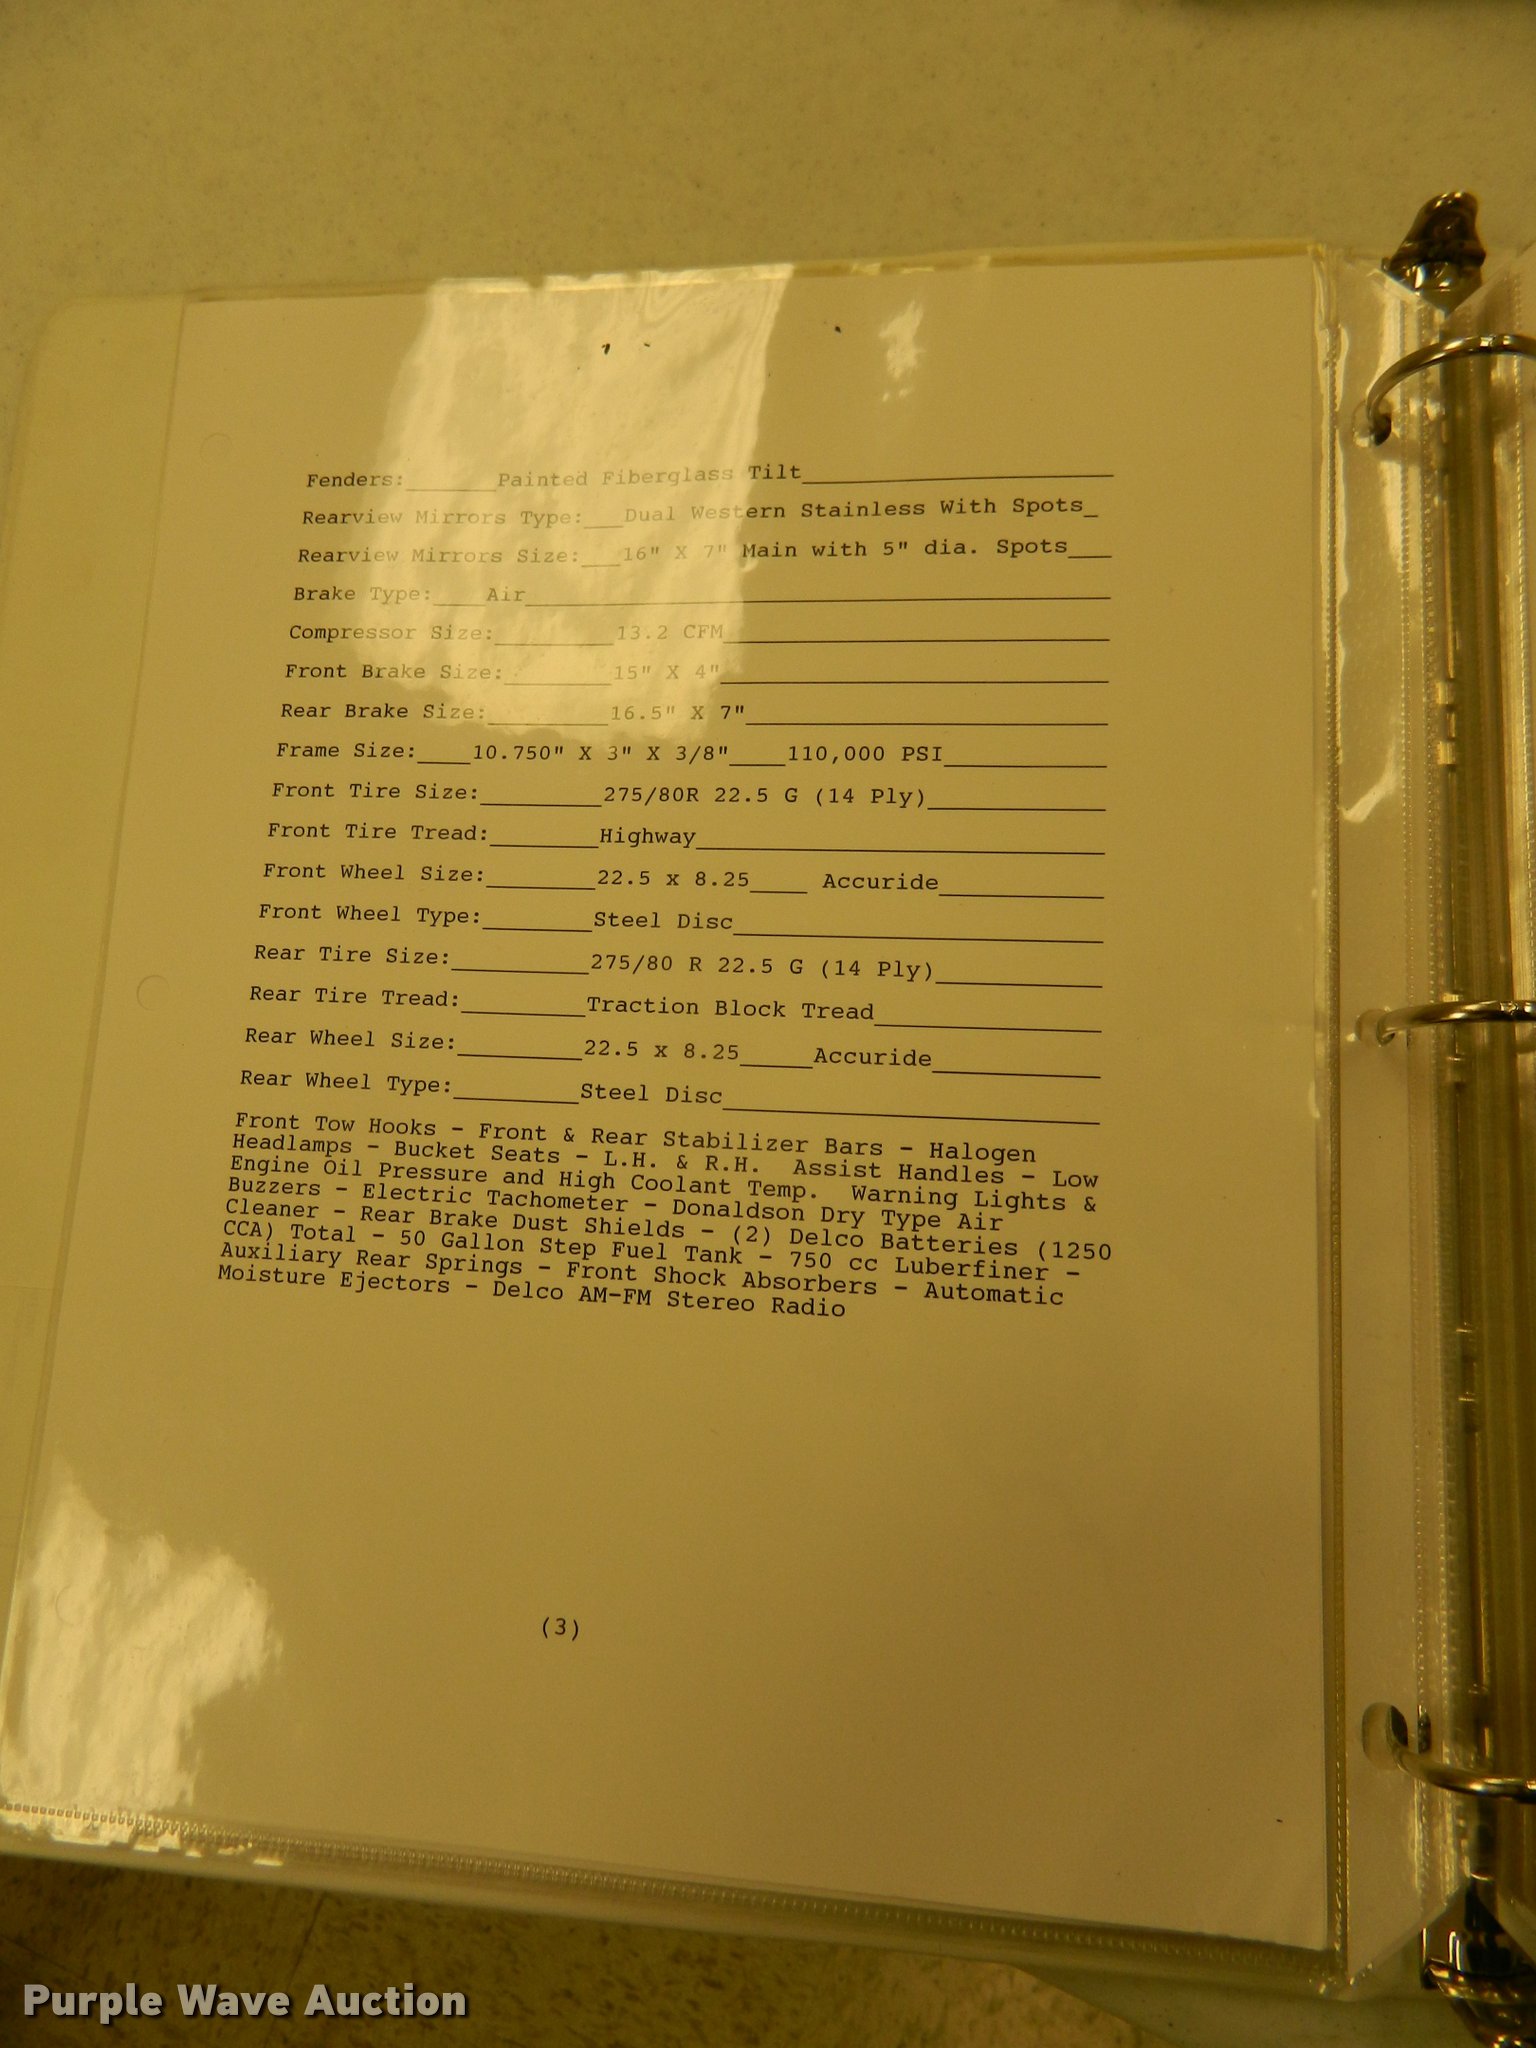 Fenders:_______Painted Fiberglass Tilt________________________
Rearview Mirrors Type:___Dual Western Stainless With Spots_
Rearview Mirrors Size:___16" X 7" Main with 5" dia. Spots___
Brake Type:____Air____________________________________________
Compressor Size:_________13.2 CFM_____________________________
Front Brake Size:________15" X 4"_____________________________
Rear Brake Size:_________16.5" X 7"___________________________
Frame Size:____10.750" X 3" X 3/8"____110,000 PSI____________
Front Tire Size:_________275/80R 22.5 G (14 Ply)_____________
Front Tire Tread:________Highway______________________________
Front Wheel Size:________22.5 x 8.25____ Accuride____________
Front Wheel Type:________Steel Disc___________________________
Rear Tire Size:__________275/80 R 22.5 G (14 Ply)____________
Rear Tire Tread:_________Traction Block Tread________________
Rear Wheel Size:_________22.5 x 8.25_____Accuride____________
Rear Wheel Type:_________Steel Disc___________________________
Front Tow Hooks - Front & Rear Stabilizer Bars - Halogen
Headlamps - Bucket Seats - L.H. & R.H. Assist Handles - Low
Engine Oil Pressure and High Coolant Temp. Warning Lights &
Buzzers - Electric Tachometer - Donaldson Dry Type Air
Cleaner - Rear Brake Dust Shields - (2) Delco Batteries (1250
CCA) Total - 50 Gallon Step Fuel Tank - 750 cc Luberfiner -
Auxiliary Rear Springs - Front Shock Absorbers - Automatic
Moisture Ejectors - Delco AM-FM Stereo Radio
(3)
Purple Wave Auction